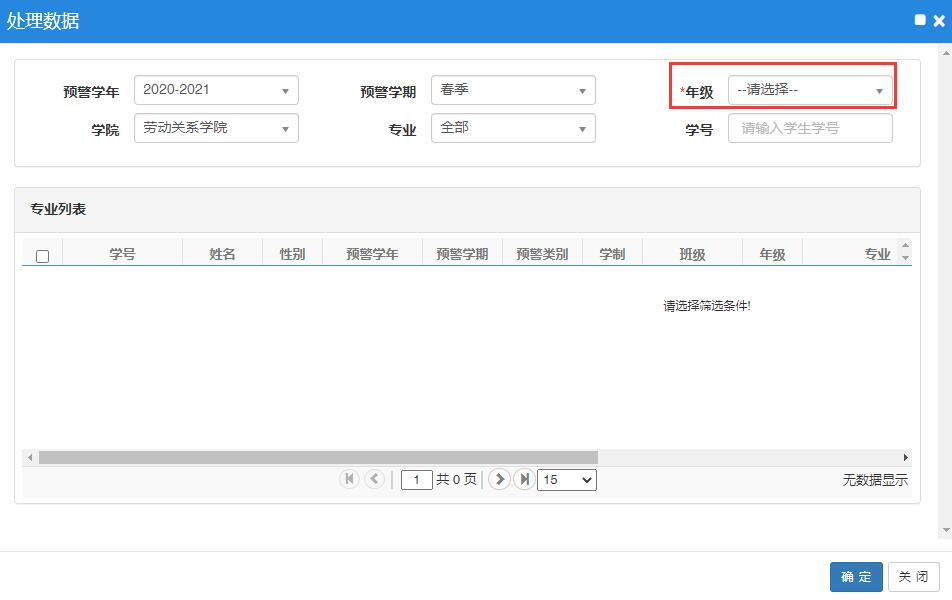 处理数据
预警学年 2020-2021 预警学期 春季 *年级 --请选择--
学院 劳动关系学院 专业 全部 学号 请输入学生学号
专业列表
学号 姓名 性别 预警学年 预警学期 预警类别 学制 班级 年级 专业
请选择筛选条件!
1 共 0 页 15 无数据显示
确 定 关 闭